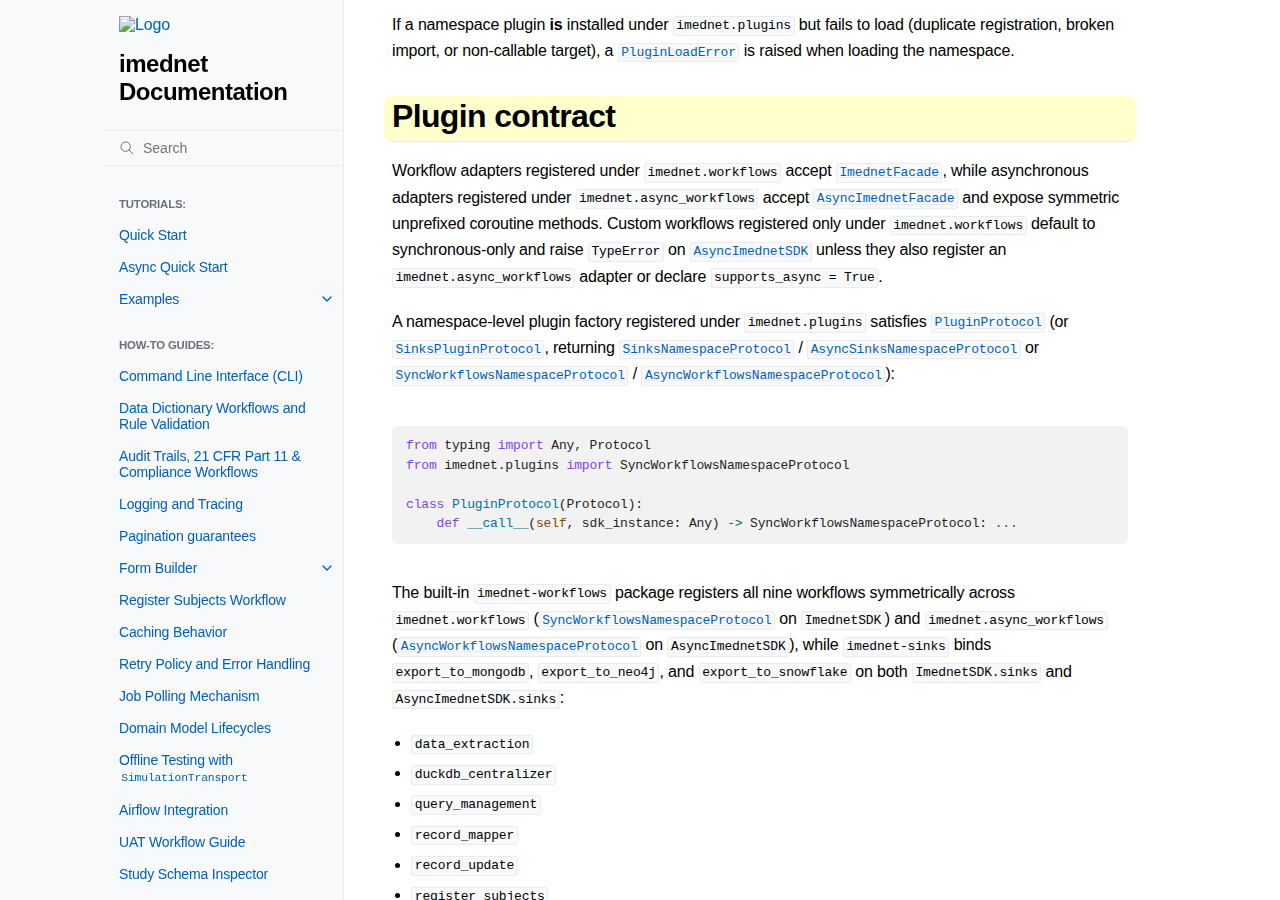 Logo
imednet
Documentation
Search
TUTORIALS:
Quick Start
Async Quick Start
Examples
HOW-TO GUIDES:
Command Line Interface (CLI)
Data Dictionary Workflows and
Rule Validation
Audit Trails, 21 CFR Part 11 &
Compliance Workflows
Logging and Tracing
Pagination guarantees
Form Builder
Register Subjects Workflow
Caching Behavior
Retry Policy and Error Handling
Job Polling Mechanism
Domain Model Lifecycles
Offline Testing with
SimulationTransport
Airflow Integration
UAT Workflow Guide
Study Schema Inspector
If a namespace plugin is installed under imednet.plugins but fails to load (duplicate registration, broken
import, or non-callable target), a PluginLoadError is raised when loading the namespace.
Plugin contract
Workflow adapters registered under imednet.workflows accept ImednetFacade, while asynchronous
adapters registered under imednet.async_workflows accept AsyncImednetFacade and expose symmetric
unprefixed coroutine methods. Custom workflows registered only under imednet.workflows default to
synchronous-only and raise TypeError on AsyncImednetSDK unless they also register an
imednet.async_workflows adapter or declare supports_async = True.
A namespace-level plugin factory registered under imednet.plugins satisfies PluginProtocol (or
SinksPluginProtocol, returning SinksNamespaceProtocol / AsyncSinksNamespaceProtocol or
SyncWorkflowsNamespaceProtocol / AsyncWorkflowsNamespaceProtocol):
from typing import Any, Protocol
from imednet.plugins import SyncWorkflowsNamespaceProtocol
class PluginProtocol(Protocol):
    def __call__(self, sdk_instance: Any) -> SyncWorkflowsNamespaceProtocol: ...
The built-in imednet-workflows package registers all nine workflows symmetrically across
imednet.workflows (SyncWorkflowsNamespaceProtocol on ImednetSDK) and imednet.async_workflows
(AsyncWorkflowsNamespaceProtocol on AsyncImednetSDK), while imednet-sinks binds
export_to_mongodb, export_to_neo4j, and export_to_snowflake on both ImednetSDK.sinks and
AsyncImednetSDK.sinks:
• data_extraction
• duckdb_centralizer
• query_management
• record_mapper
• record_update
• register_subjects